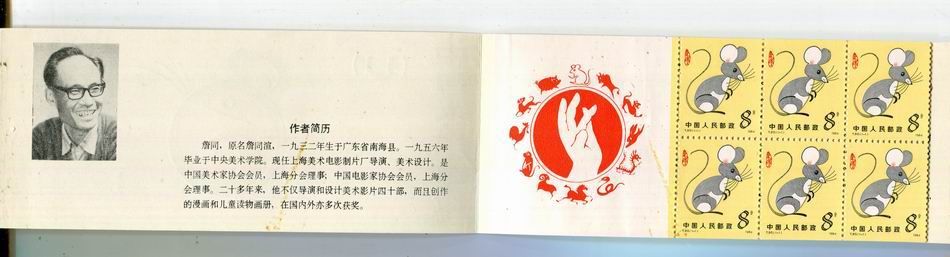 作者简历
詹同，原名詹同渲，一九三二年生于广东省南海县。一九五六年
毕业于中央美术学院。现任上海美术电影制片厂导演、美术设计。是
中国美术家协会会员，上海分会理事；中国电影家协会会员，上海分
会理事。二十多年来，他不仅导演和设计美术影片四十部，而且创作
的漫画和儿童读物画册，在国内外亦多次获奖。
8分 8分 8分
中国人民邮政 中国人民邮政 中国人民邮政
8分 8分 8分
中国人民邮政 中国人民邮政 中国人民邮政